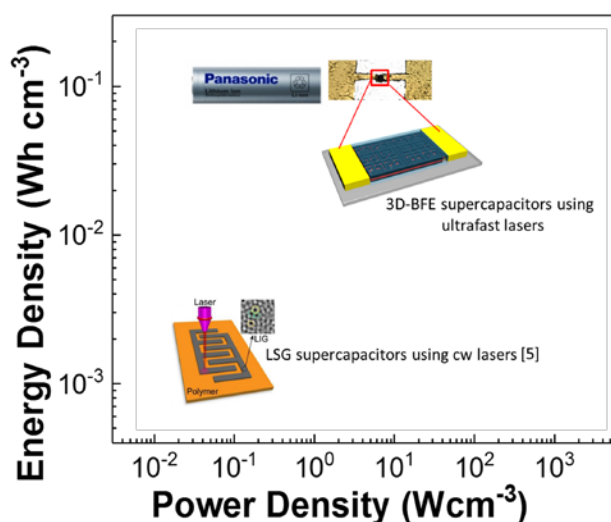 Energy Density (Wh cm⁻³)
10⁻¹
10⁻²
10⁻³
Panasonic
Lithium Ion
3D-BFE supercapacitors using
ultrafast lasers
Laser
LIG
LSG supercapacitors using cw lasers [5]
Polymer
10⁻² 10⁻¹ 10⁰ 10¹ 10² 10³
Power Density (Wcm⁻³)